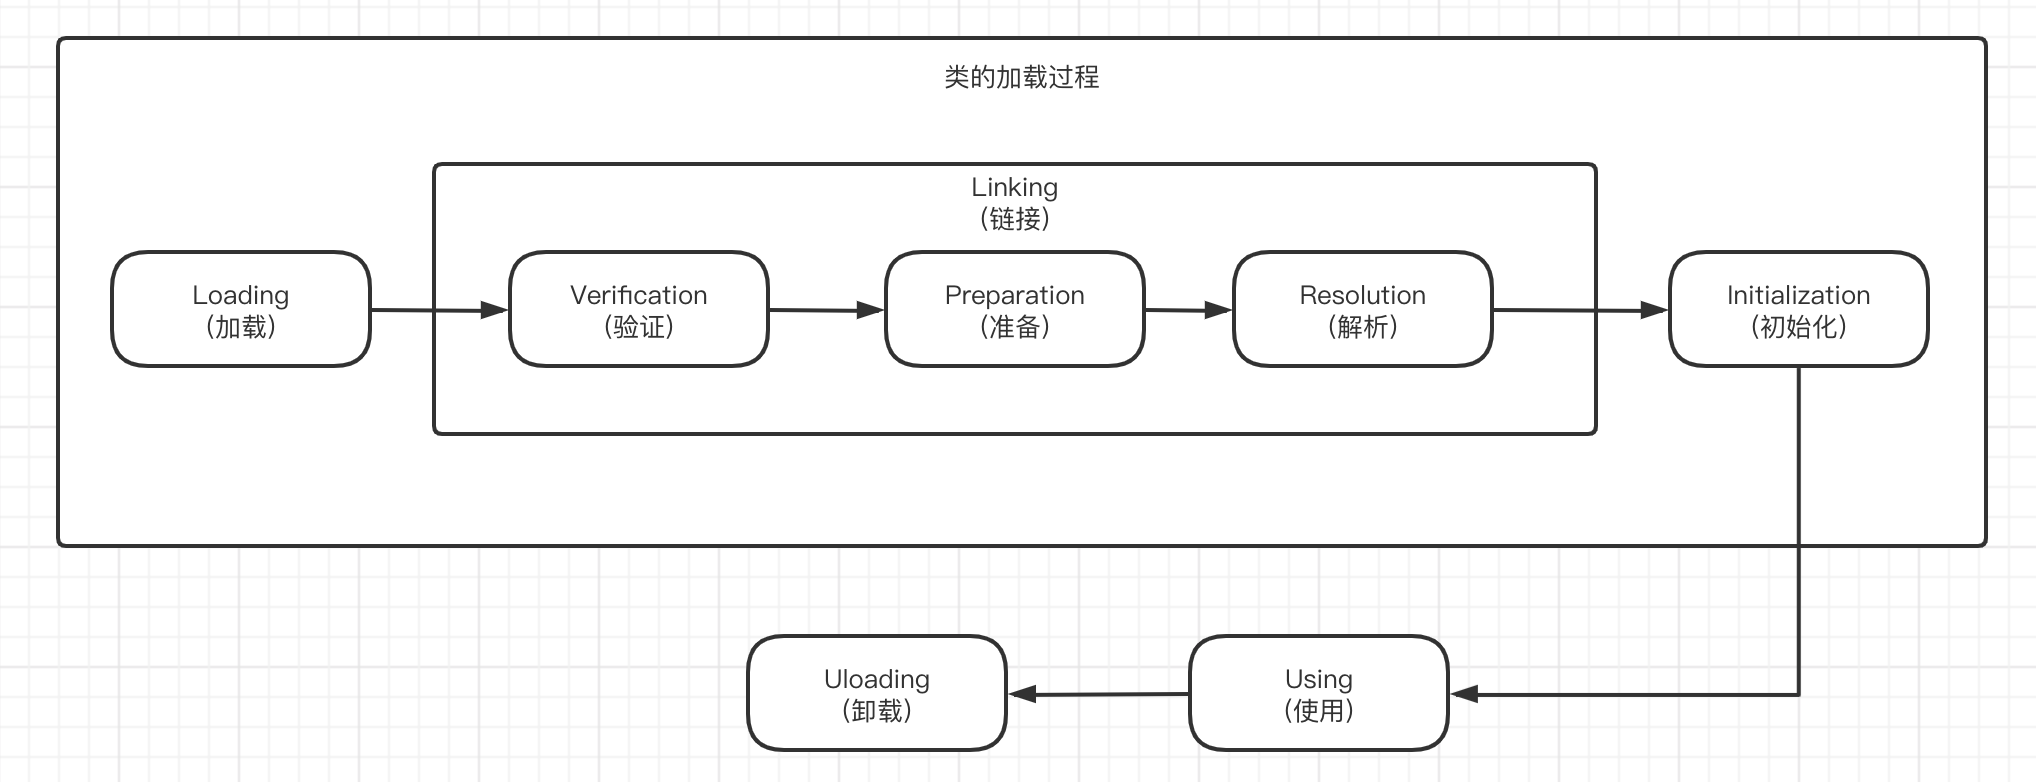 类的加载过程
Linking
（链接）
Loading
（加载）
Verification
（验证）
Preparation
（准备）
Resolution
（解析）
Initialization
（初始化）
Uloading
（卸载）
Using
（使用）